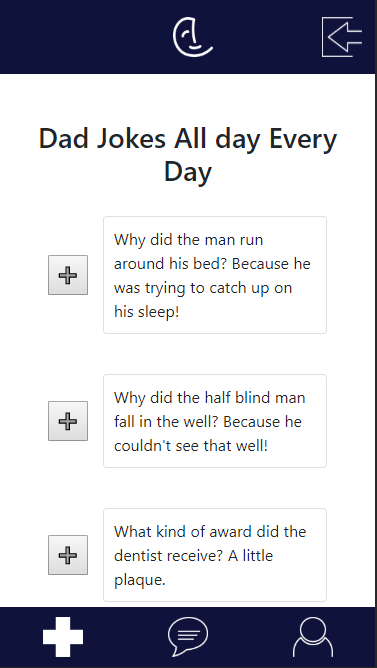 Dad Jokes All day Every
Day
Why did the man run
around his bed? Because he
was trying to catch up on
his sleep!
Why did the half blind man
fall in the well? Because he
couldn't see that well!
What kind of award did the
dentist receive? A little
plaque.